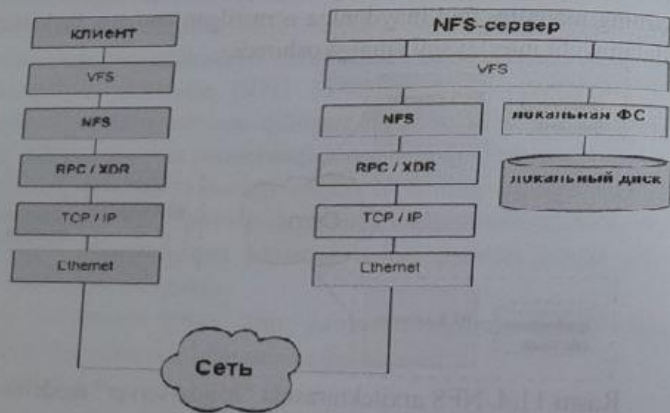 клиент
VFS
NFS
RPC / XDR
TCP / IP
Ethernet
NFS-сервер
VFS
NFS
локальная ФС
RPC / XDR
локальный диск
TCP / IP
Ethernet
Сеть